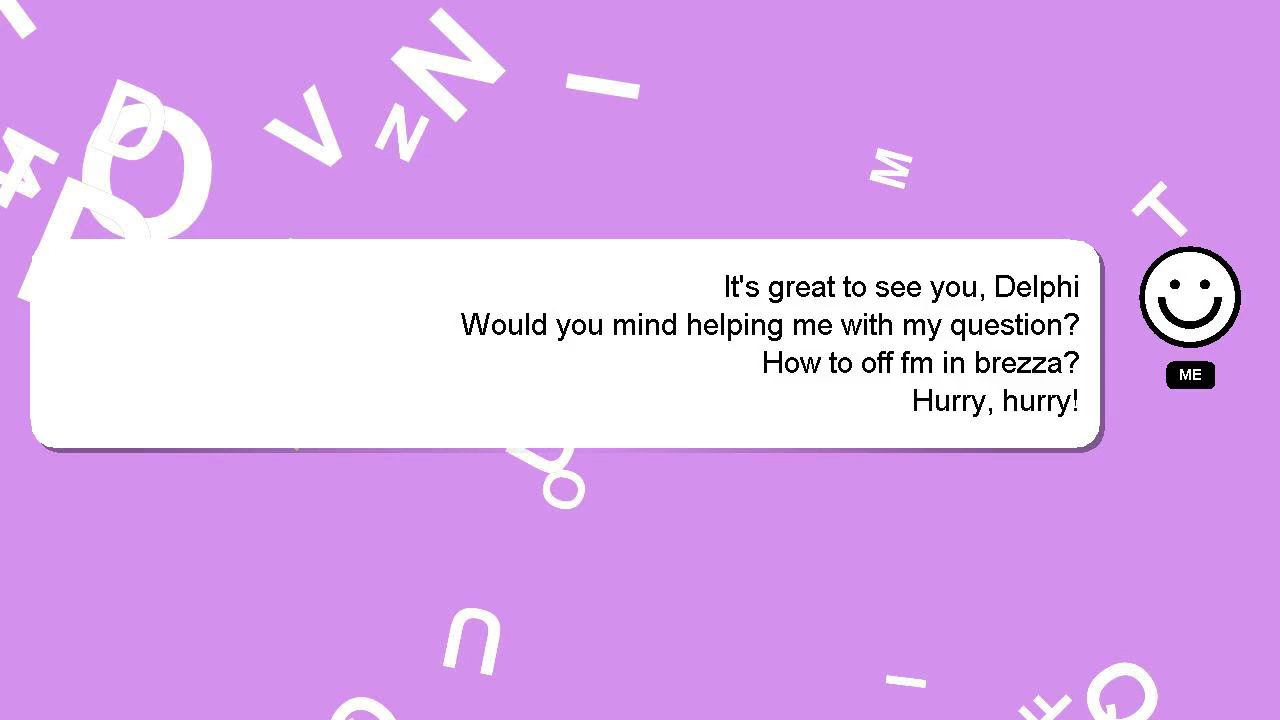 It's great to see you, Delphi
Would you mind helping me with my question?
How to off fm in brezza?
Hurry, hurry!
ME